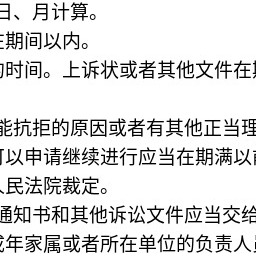 日、月计算。
在期间以内。
的时间。上诉状或者其他文件在期
能抗拒的原因或者有其他正当理
可以申请继续进行应当在期满以前
人民法院裁定。
通知书和其他诉讼文件应当交给
成年家属或者所在单位的负责人员